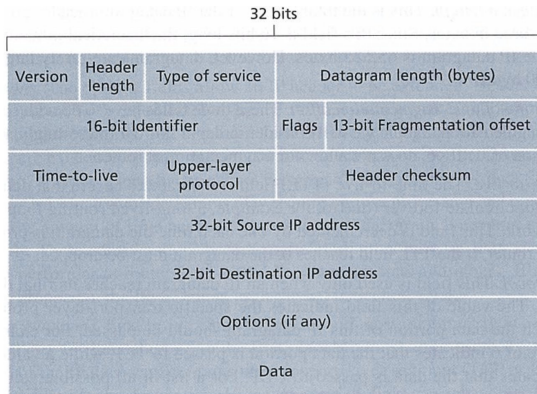 32 bits
Version Header length Type of service Datagram length (bytes)
16-bit Identifier Flags 13-bit Fragmentation offset
Time-to-live Upper-layer protocol Header checksum
32-bit Source IP address
32-bit Destination IP address
Options (if any)
Data